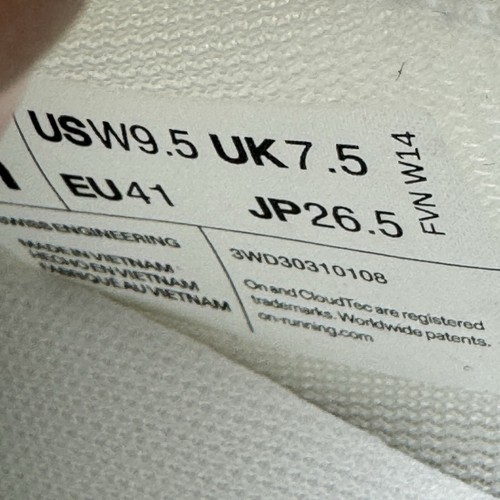 USW9.5 UK7.5
EU41 JP26.5
FVN W14
SWISS ENGINEERING
MADE IN VIETNAM
HECHO EN VIETNAM
FABRIQUÉ AU VIETNAM
3WD30310108
On and CloudTec are registered
trademarks. Worldwide patents.
on-running.com